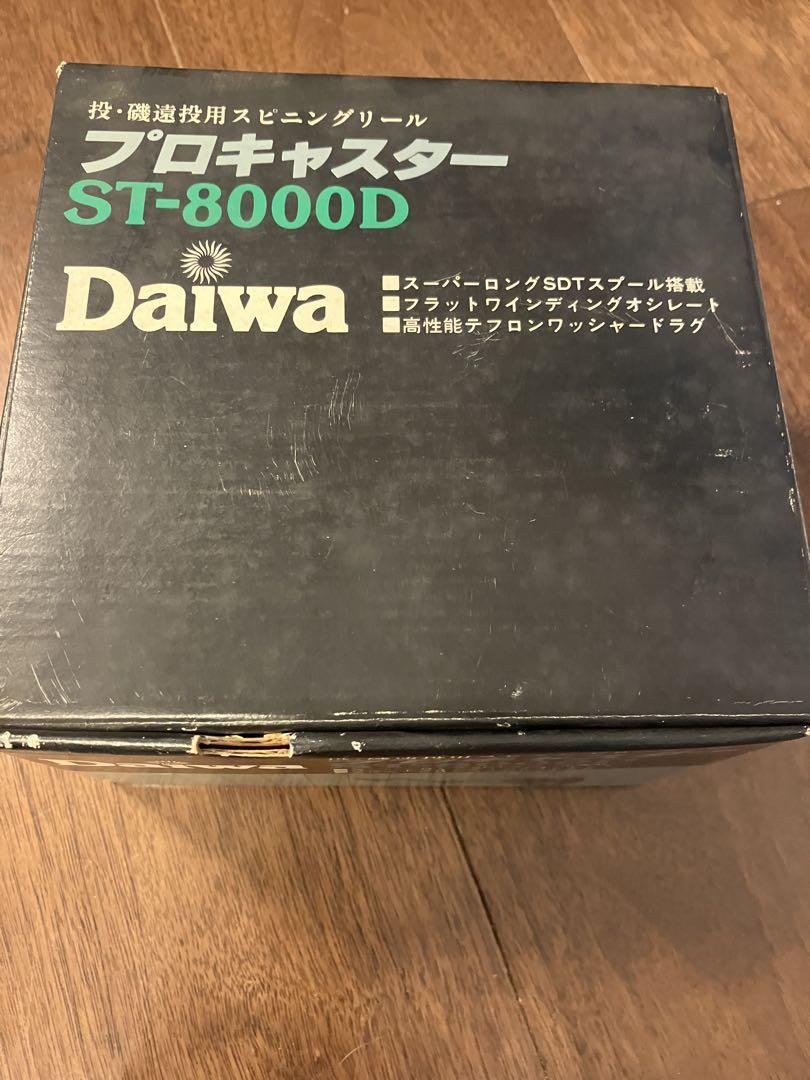 投・磯遠投用スピニングリール
プロキャスター
ST-8000D
Daiwa
■スーパーロングSDTスプール搭載
■フラットワインディングオシレート
■高性能テフロンワッシャードラグ
Daiwa